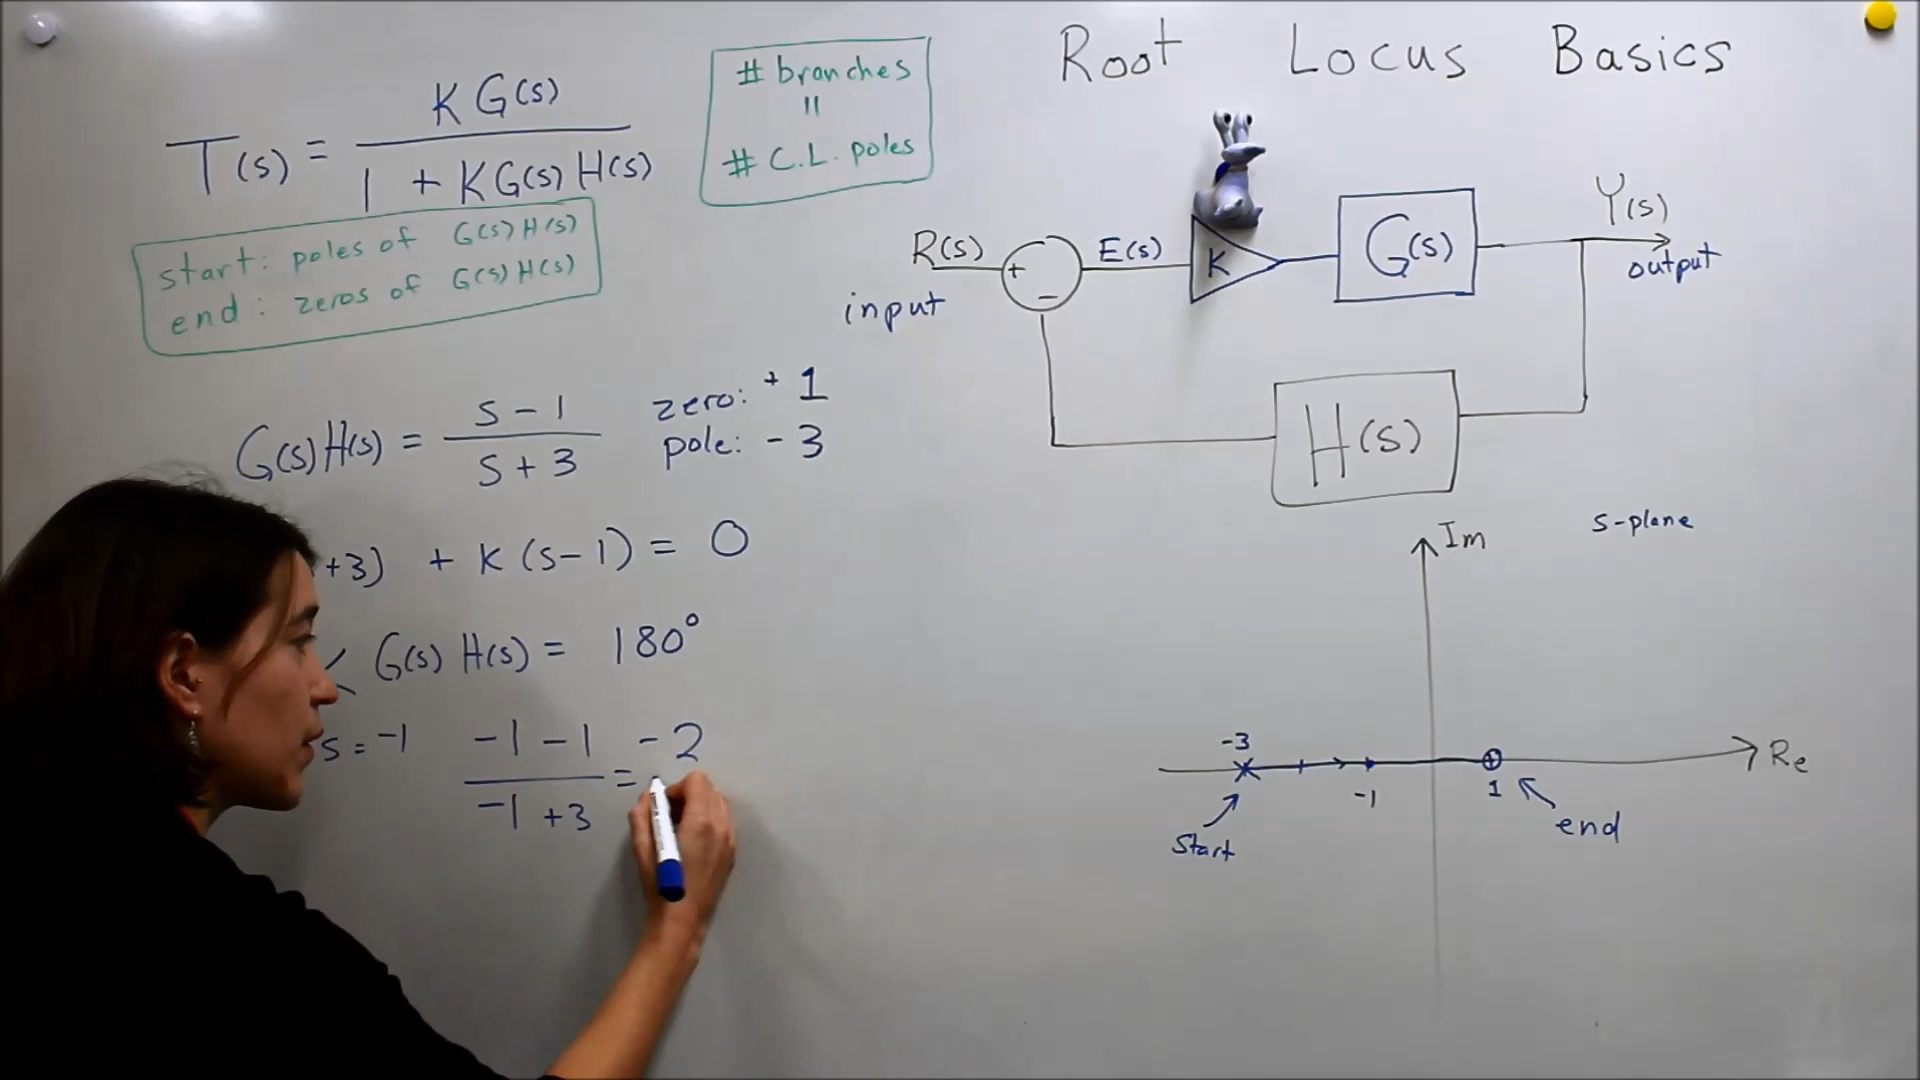 Root Locus Basics
T(s) = K G(s)
1 + K G(s) H(s)
# branches
=
# C.L. poles
start: poles of G(s) H(s)
end: zeros of G(s) H(s)
G(s) H(s) = s - 1
s + 3
zero: + 1
pole: - 3
+3) + K (s - 1) = 0
< G(s) H(s) = 180°
s = -1
-1 - 1
-1 + 3
= - 2
R(s)
input
+
-
E(s)
K
G(s)
Y(s)
output
H(s)
s-plane
Im
Re
-3
-1
1
start
end